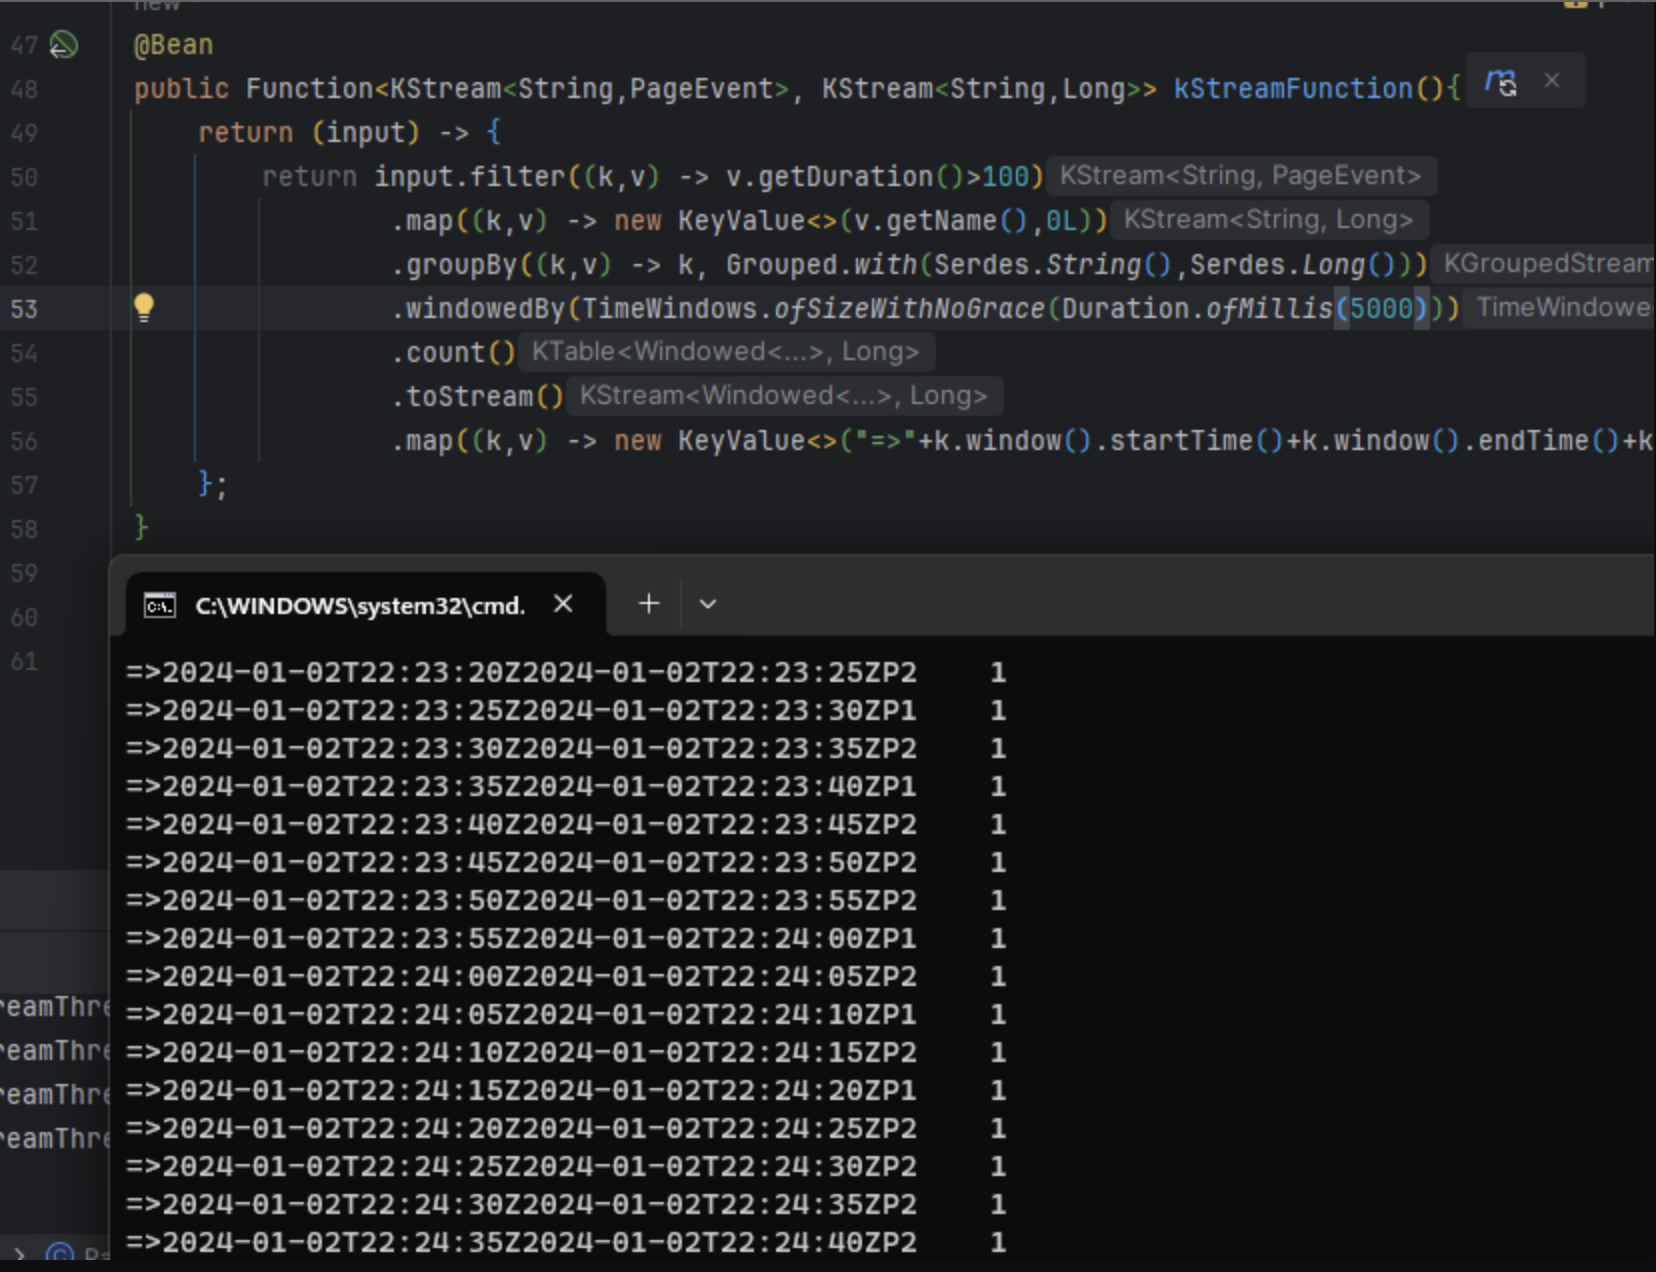 new *
47 @Bean
48 public Function<KStream<String,PageEvent>, KStream<String,Long>> kStreamFunction(){
49 return (input) -> {
50 return input.filter((k,v) -> v.getDuration()>100) KStream<String, PageEvent>
51 .map((k,v) -> new KeyValue<>(v.getName(),0L)) KStream<String, Long>
52 .groupBy((k,v) -> k, Grouped.with(Serdes.String(),Serdes.Long())) KGroupedStream
53 .windowedBy(TimeWindows.ofSizeWithNoGrace(Duration.ofMillis(5000))) TimeWindowe
54 .count() KTable<Windowed<...>, Long>
55 .toStream() KStream<Windowed<...>, Long>
56 .map((k,v) -> new KeyValue<>("=>"+k.window().startTime()+k.window().endTime()+k
57 };
58 }
59
60
61
C:\WINDOWS\system32\cmd.
=>2024-01-02T22:23:20Z2024-01-02T22:23:25ZP2 1
=>2024-01-02T22:23:25Z2024-01-02T22:23:30ZP1 1
=>2024-01-02T22:23:30Z2024-01-02T22:23:35ZP2 1
=>2024-01-02T22:23:35Z2024-01-02T22:23:40ZP1 1
=>2024-01-02T22:23:40Z2024-01-02T22:23:45ZP2 1
=>2024-01-02T22:23:45Z2024-01-02T22:23:50ZP2 1
=>2024-01-02T22:23:50Z2024-01-02T22:23:55ZP2 1
=>2024-01-02T22:23:55Z2024-01-02T22:24:00ZP1 1
=>2024-01-02T22:24:00Z2024-01-02T22:24:05ZP2 1
reamThre =>2024-01-02T22:24:05Z2024-01-02T22:24:10ZP1 1
reamThre =>2024-01-02T22:24:10Z2024-01-02T22:24:15ZP2 1
reamThre =>2024-01-02T22:24:15Z2024-01-02T22:24:20ZP1 1
reamThre =>2024-01-02T22:24:20Z2024-01-02T22:24:25ZP2 1
=>2024-01-02T22:24:25Z2024-01-02T22:24:30ZP2 1
=>2024-01-02T22:24:30Z2024-01-02T22:24:35ZP2 1
=>2024-01-02T22:24:35Z2024-01-02T22:24:40ZP2 1